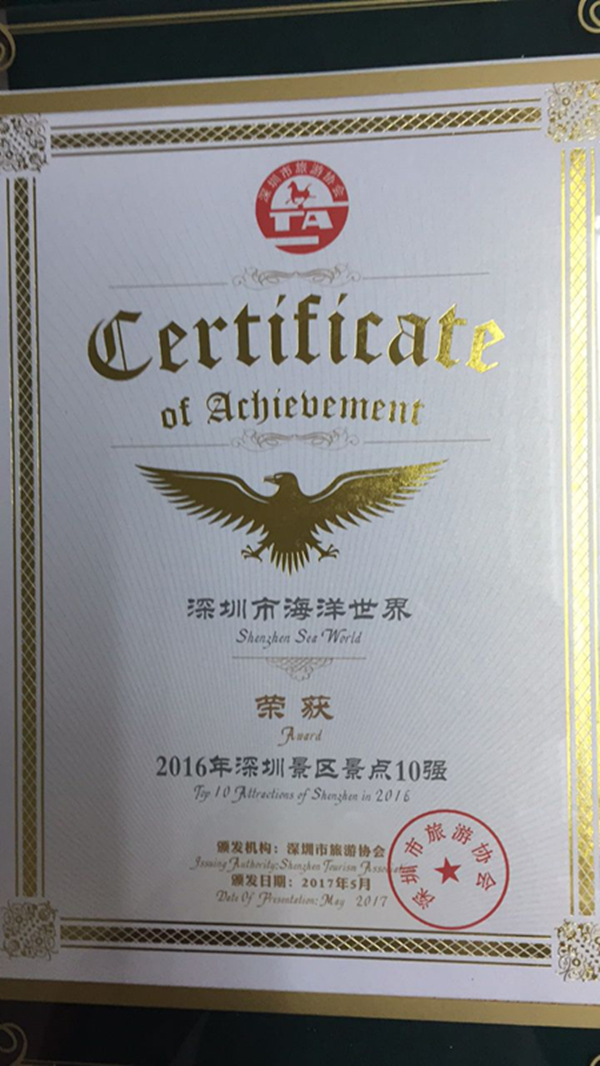 深圳市旅游协会
TA
Certificate
of Achievement
深圳市海洋世界
Shenzhen Sea World
荣获
Award
2016年深圳景区景点10强
Top 10 Attractions of Shenzhen in 2016
颁发机构：深圳市旅游协会
Issuing Authority:Shenzhen Tourism Association
颁发日期：2017年5月
Date Of Presentation: May 2017
深圳市旅游协会